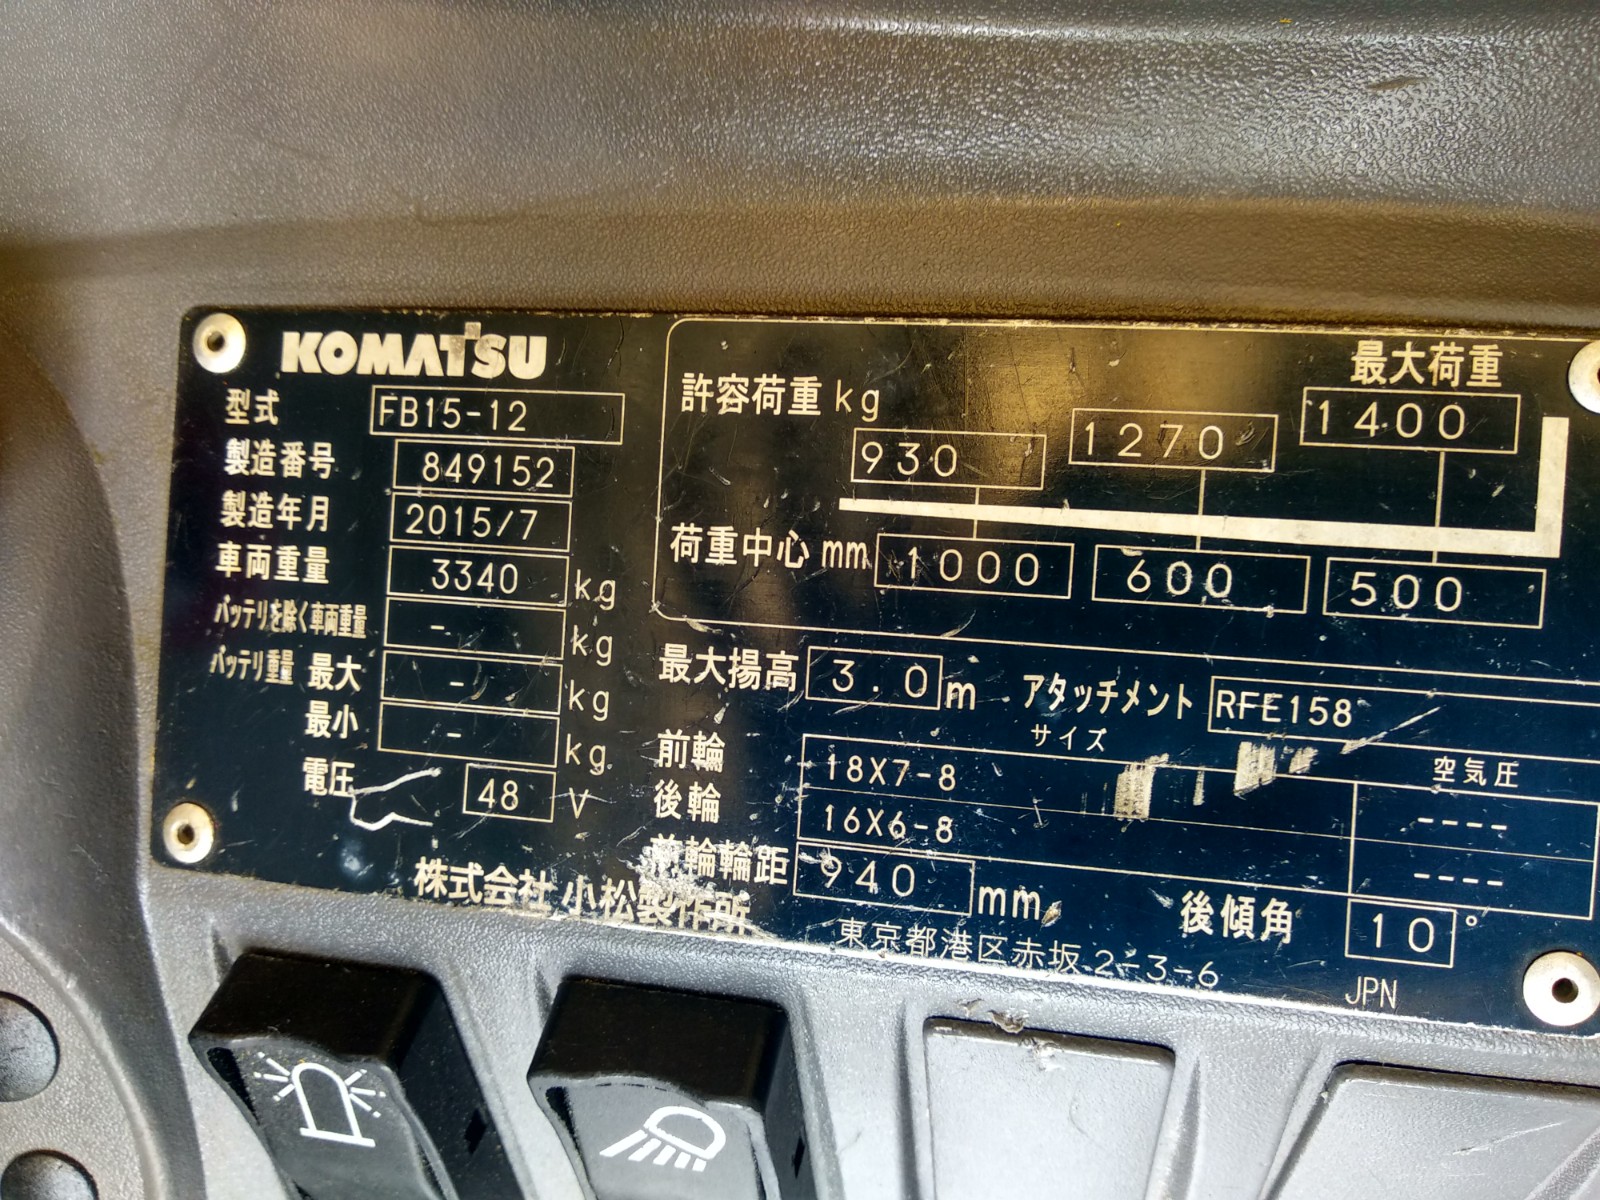 KOMATSU
型式 FB15-12
製造番号 849152
製造年月 2015/7
車両重量 3340 kg
バッテリを除く車両重量 - kg
バッテリ重量 最大 - kg
最小 - kg
電圧 48 V
株式会社 小松製作所
最大荷重
許容荷重 kg 930 1270 1400
荷重中心 mm 1000 600 500
最大揚高 3.0 m アタッチメント RFE158
サイズ 空気圧
前輪 18X7-8 ----
後輪 16X6-8 ----
前輪輪距 940 mm 後傾角 10°
東京都港区赤坂 2-3-6
JPN